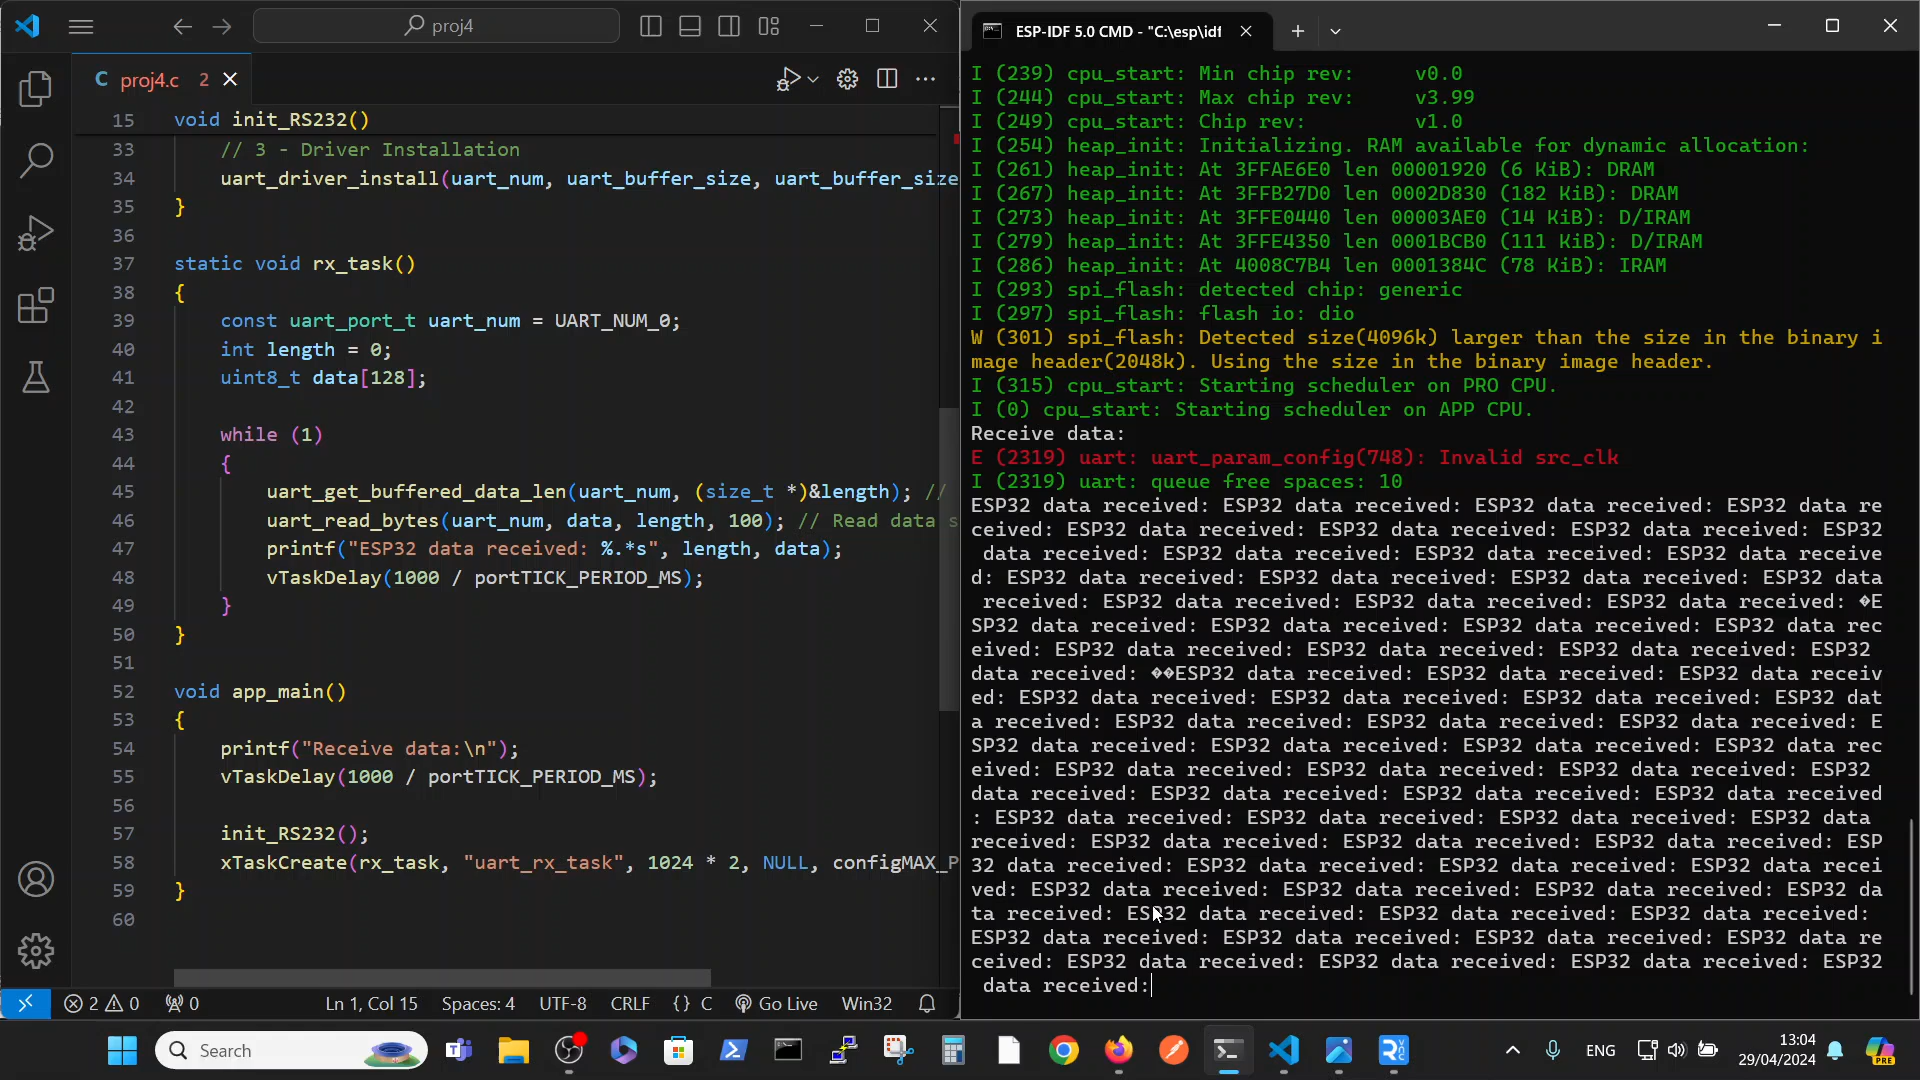 proj4
ESP-IDF 5.0 CMD - "C:\esp\idf
C proj4.c 2
15 void init_RS232()
33 // 3 - Driver Installation
34 uart_driver_install(uart_num, uart_buffer_size, uart_buffer_size
35 }
36
37 static void rx_task()
38 {
39 const uart_port_t uart_num = UART_NUM_0;
40 int length = 0;
41 uint8_t data[128];
42
43 while (1)
44 {
45 uart_get_buffered_data_len(uart_num, (size_t *)&length); //
46 uart_read_bytes(uart_num, data, length, 100); // Read data s
47 printf("ESP32 data received: %.*s", length, data);
48 vTaskDelay(1000 / portTICK_PERIOD_MS);
49 }
50 }
51
52 void app_main()
53 {
54 printf("Receive data:\n");
55 vTaskDelay(1000 / portTICK_PERIOD_MS);
56
57 init_RS232();
58 xTaskCreate(rx_task, "uart_rx_task", 1024 * 2, NULL, configMAX_P
59 }
60
2 0 0 Ln 1, Col 15 Spaces: 4 UTF-8 CRLF {} C Go Live Win32
I (239) cpu_start: Min chip rev: v0.0
I (244) cpu_start: Max chip rev: v3.99
I (249) cpu_start: Chip rev: v1.0
I (254) heap_init: Initializing. RAM available for dynamic allocation:
I (261) heap_init: At 3FFAE6E0 len 00001920 (6 KiB): DRAM
I (267) heap_init: At 3FFB27D0 len 0002D830 (182 KiB): DRAM
I (273) heap_init: At 3FFE0440 len 00003AE0 (14 KiB): D/IRAM
I (279) heap_init: At 3FFE4350 len 0001BCB0 (111 KiB): D/IRAM
I (286) heap_init: At 4008C7B4 len 0001384C (78 KiB): IRAM
I (293) spi_flash: detected chip: generic
I (297) spi_flash: flash io: dio
W (301) spi_flash: Detected size(4096k) larger than the size in the binary i
mage header(2048k). Using the size in the binary image header.
I (315) cpu_start: Starting scheduler on PRO CPU.
I (0) cpu_start: Starting scheduler on APP CPU.
Receive data:
E (2319) uart: uart_param_config(748): Invalid src_clk
I (2319) uart: queue free spaces: 10
ESP32 data received: ESP32 data received: ESP32 data received: ESP32 data re
ceived: ESP32 data received: ESP32 data received: ESP32 data received: ESP32
data received: ESP32 data received: ESP32 data received: ESP32 data receive
d: ESP32 data received: ESP32 data received: ESP32 data received: ESP32 data
received: ESP32 data received: ESP32 data received: ESP32 data received: �E
SP32 data received: ESP32 data received: ESP32 data received: ESP32 data rec
eived: ESP32 data received: ESP32 data received: ESP32 data received: ESP32
data received: ��ESP32 data received: ESP32 data received: ESP32 data receiv
ed: ESP32 data received: ESP32 data received: ESP32 data received: ESP32 dat
a received: ESP32 data received: ESP32 data received: ESP32 data received: E
SP32 data received: ESP32 data received: ESP32 data received: ESP32 data rec
eived: ESP32 data received: ESP32 data received: ESP32 data received: ESP32
data received: ESP32 data received: ESP32 data received: ESP32 data received
: ESP32 data received: ESP32 data received: ESP32 data received: ESP32 data
received: ESP32 data received: ESP32 data received: ESP32 data received: ESP
32 data received: ESP32 data received: ESP32 data received: ESP32 data recei
ved: ESP32 data received: ESP32 data received: ESP32 data received: ESP32 da
ta received: ESP32 data received: ESP32 data received: ESP32 data received:
ESP32 data received: ESP32 data received: ESP32 data received: ESP32 data re
ceived: ESP32 data received: ESP32 data received: ESP32 data received: ESP32
data received:
Search
ENG
13:04
29/04/2024
PRE